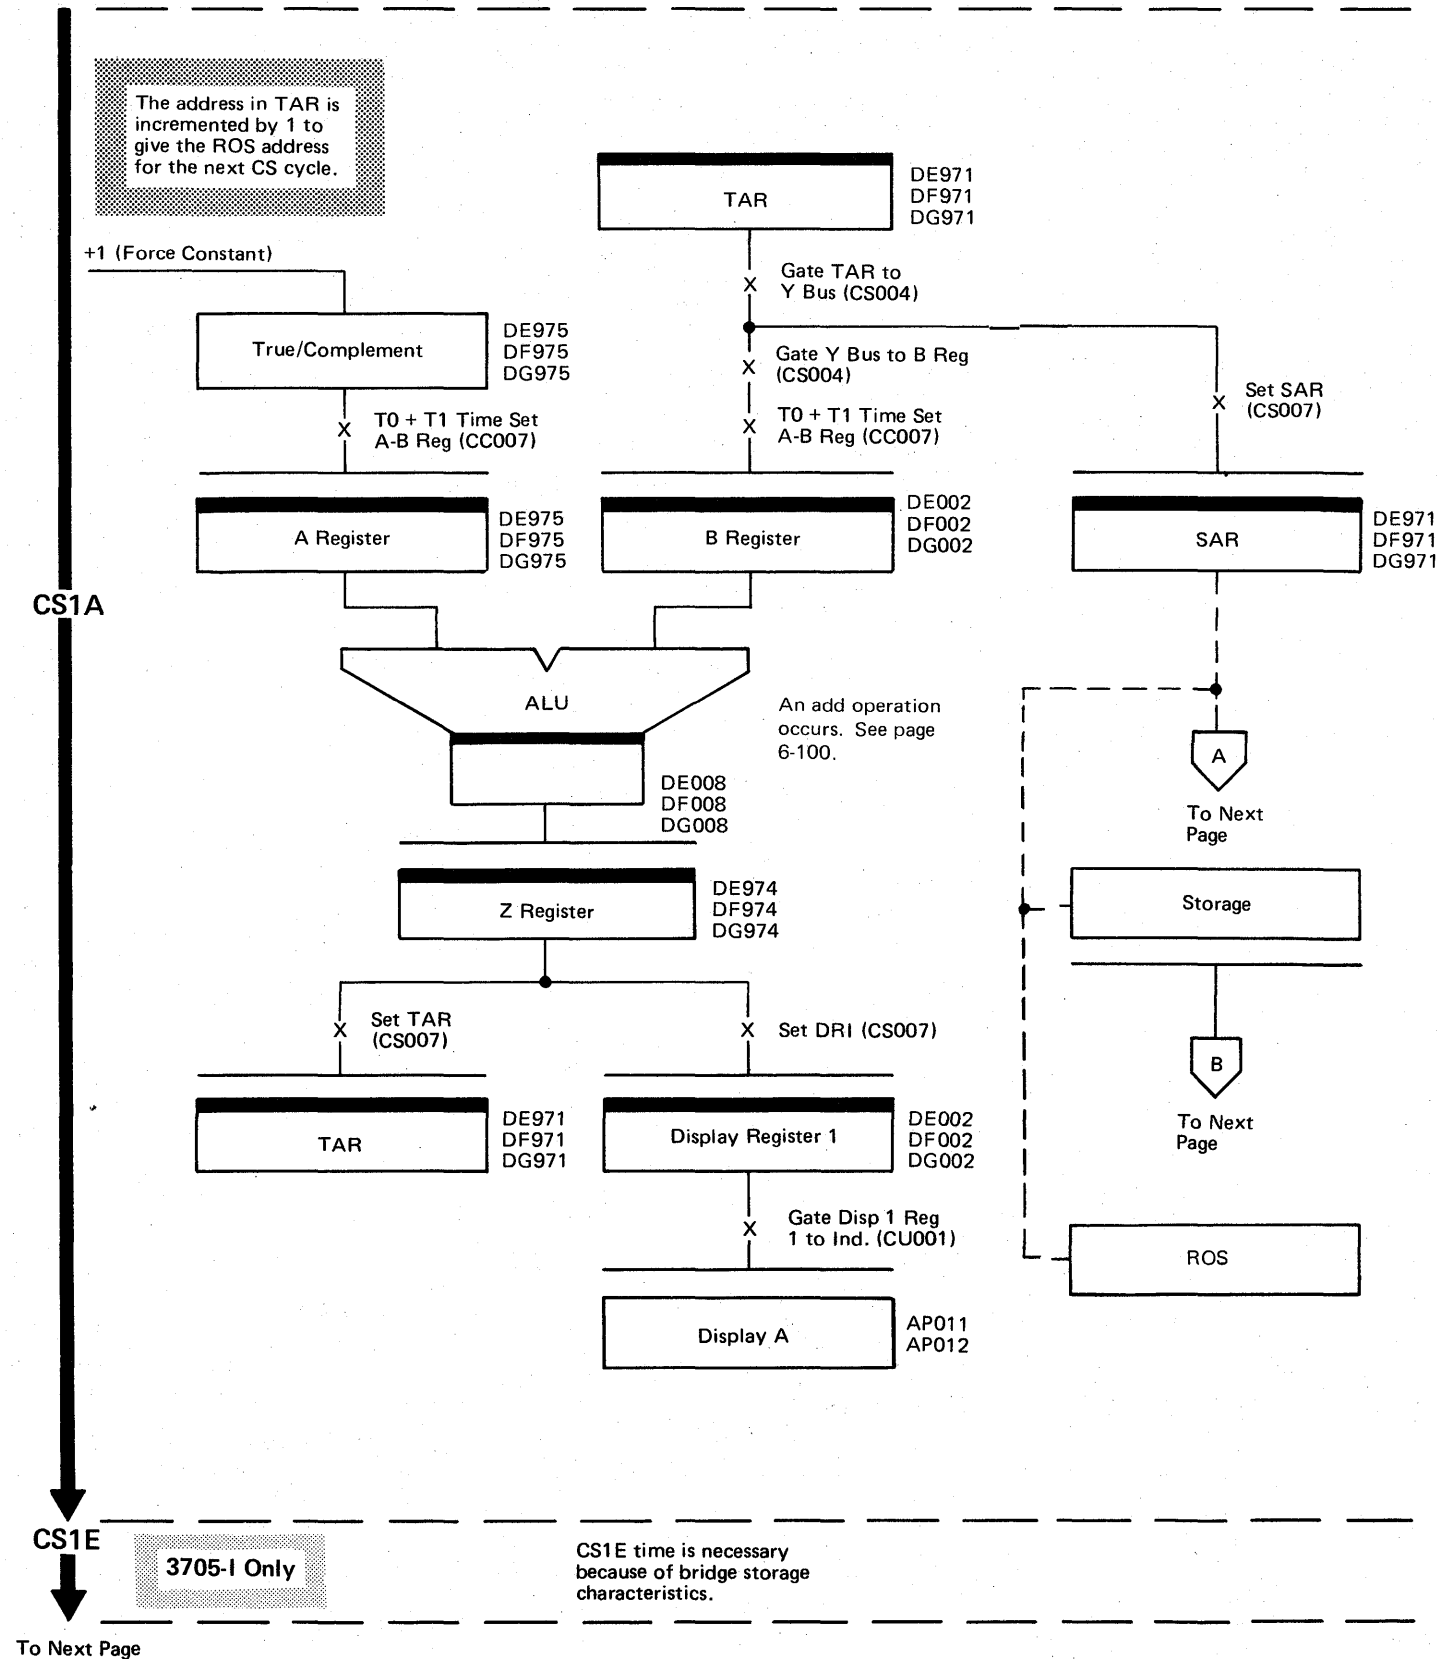 The address in TAR is
incremented by 1 to
give the ROS address
for the next CS cycle.
TAR
DE971
DF971
DG971
+1 (Force Constant)
Gate TAR to
Y Bus (CS004)
True/Complement
DE975
DF975
DG975
Gate Y Bus to B Reg
(CS004)
Set SAR
(CS007)
T0 + T1 Time Set
A-B Reg (CC007)
T0 + T1 Time Set
A-B Reg (CC007)
A Register
DE975
DF975
DG975
B Register
DE002
DF002
DG002
SAR
DE971
DF971
DG971
CS1A
ALU
An add operation
occurs. See page
6-100.
A
To Next
Page
DE008
DF008
DG008
Z Register
DE974
DF974
DG974
Storage
Set TAR
(CS007)
Set DRI (CS007)
B
To Next
Page
TAR
DE971
DF971
DG971
Display Register 1
DE002
DF002
DG002
Gate Disp 1 Reg
1 to Ind. (CU001)
ROS
Display A
AP011
AP012
CS1E
3705-I Only
CS1E time is necessary
because of bridge storage
characteristics.
To Next Page